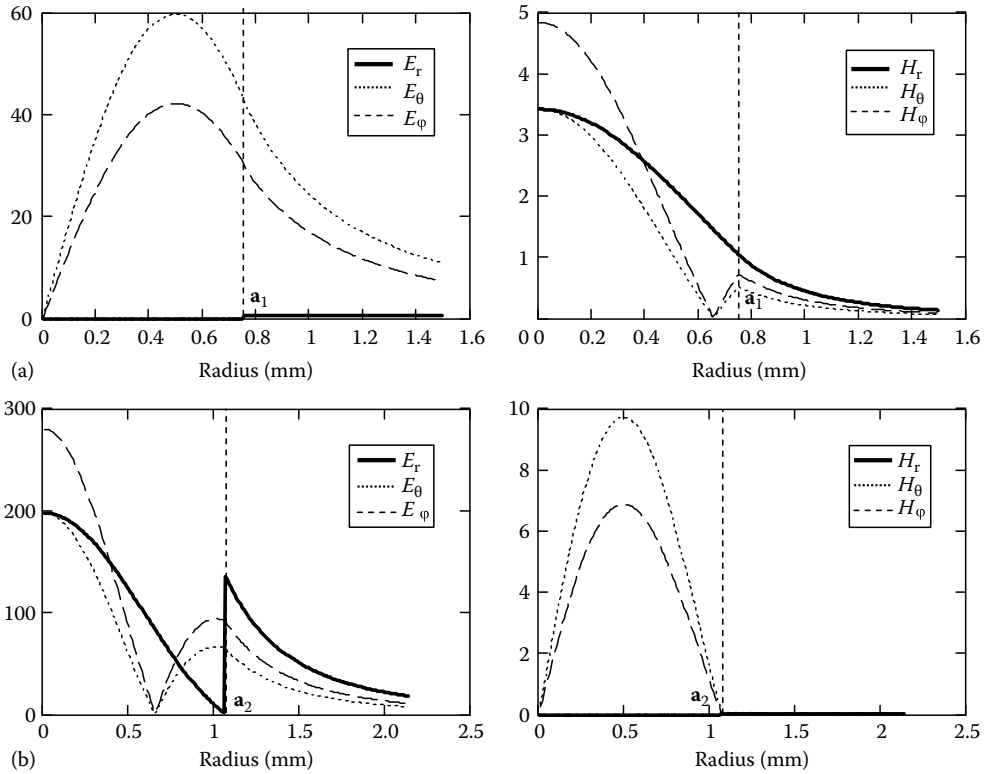 60
40
20
0
0
0.2
0.4
0.6
0.8
1
1.2
1.4
1.6
E_r
E_θ
E_φ
a_1
(a)
Radius (mm)
5
4
3
2
1
0 0
0.2
0.4
0.6
0.8
1
1.2
1.4
1.6
H_r
H_θ
H_φ
a_1
Radius (mm)
300
200
100
0
0
0.5
1
1.5
2
2.5
E_r
E_θ
E_φ
a_2
(b)
Radius (mm)
10
8
6
4
2
0
0
0.5
1
1.5
2
2.5
H_r
H_θ
H_φ
a_2
Radius (mm)